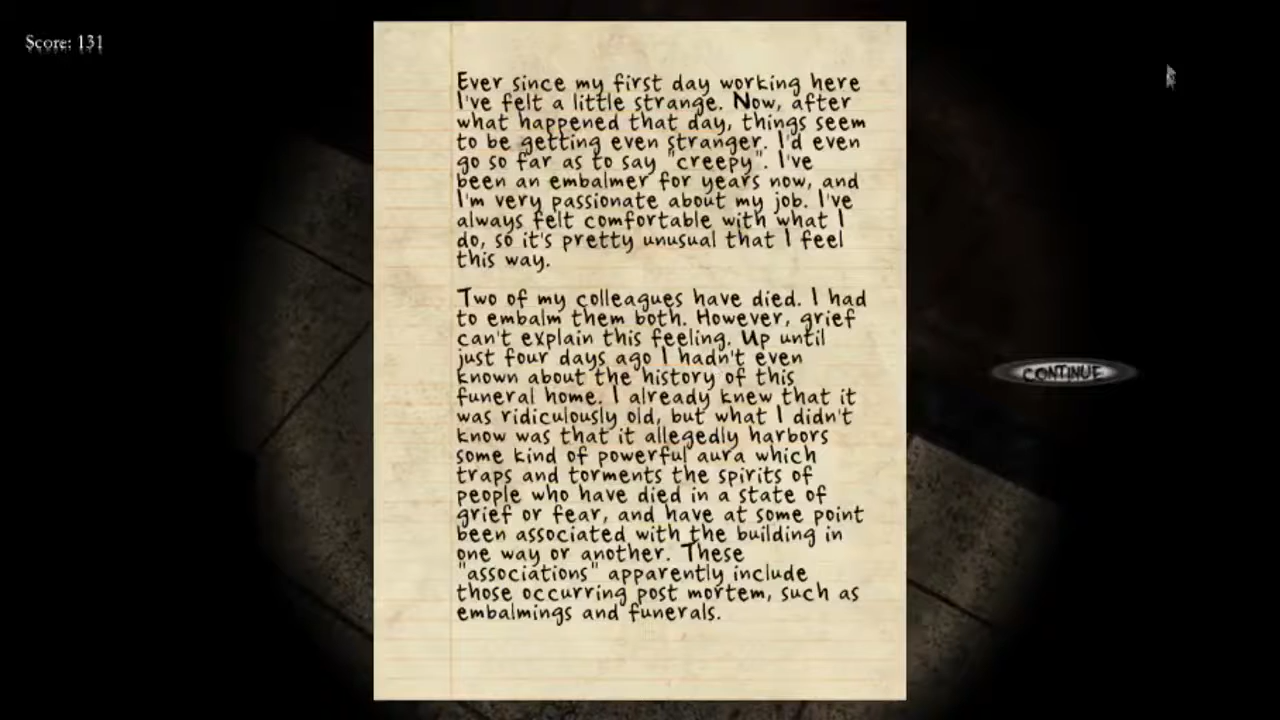 Score: 131
Ever since my first day working here
I've felt a little strange. Now, after
what happened that day, things seem
to be getting even stranger. I'd even
go so far as to say "creepy". I've
been an embalmer for years now, and
I'm very passionate about my job. I've
always felt comfortable with what I
do, so it's pretty unusual that I feel
this way.
Two of my colleagues have died. I had
to embalm them both. However, grief
can't explain this feeling. Up until
just four days ago I hadn't even
known about the history of this
funeral home. I already knew that it
was ridiculously old, but what I didn't
know was that it allegedly harbors
some kind of powerful aura which
traps and torments the spirits of
people who have died in a state of
grief or fear, and have at some point
been associated with the building in
one way or another. These
"associations" apparently include
those occurring post mortem, such as
embalmings and funerals.
CONTINUE